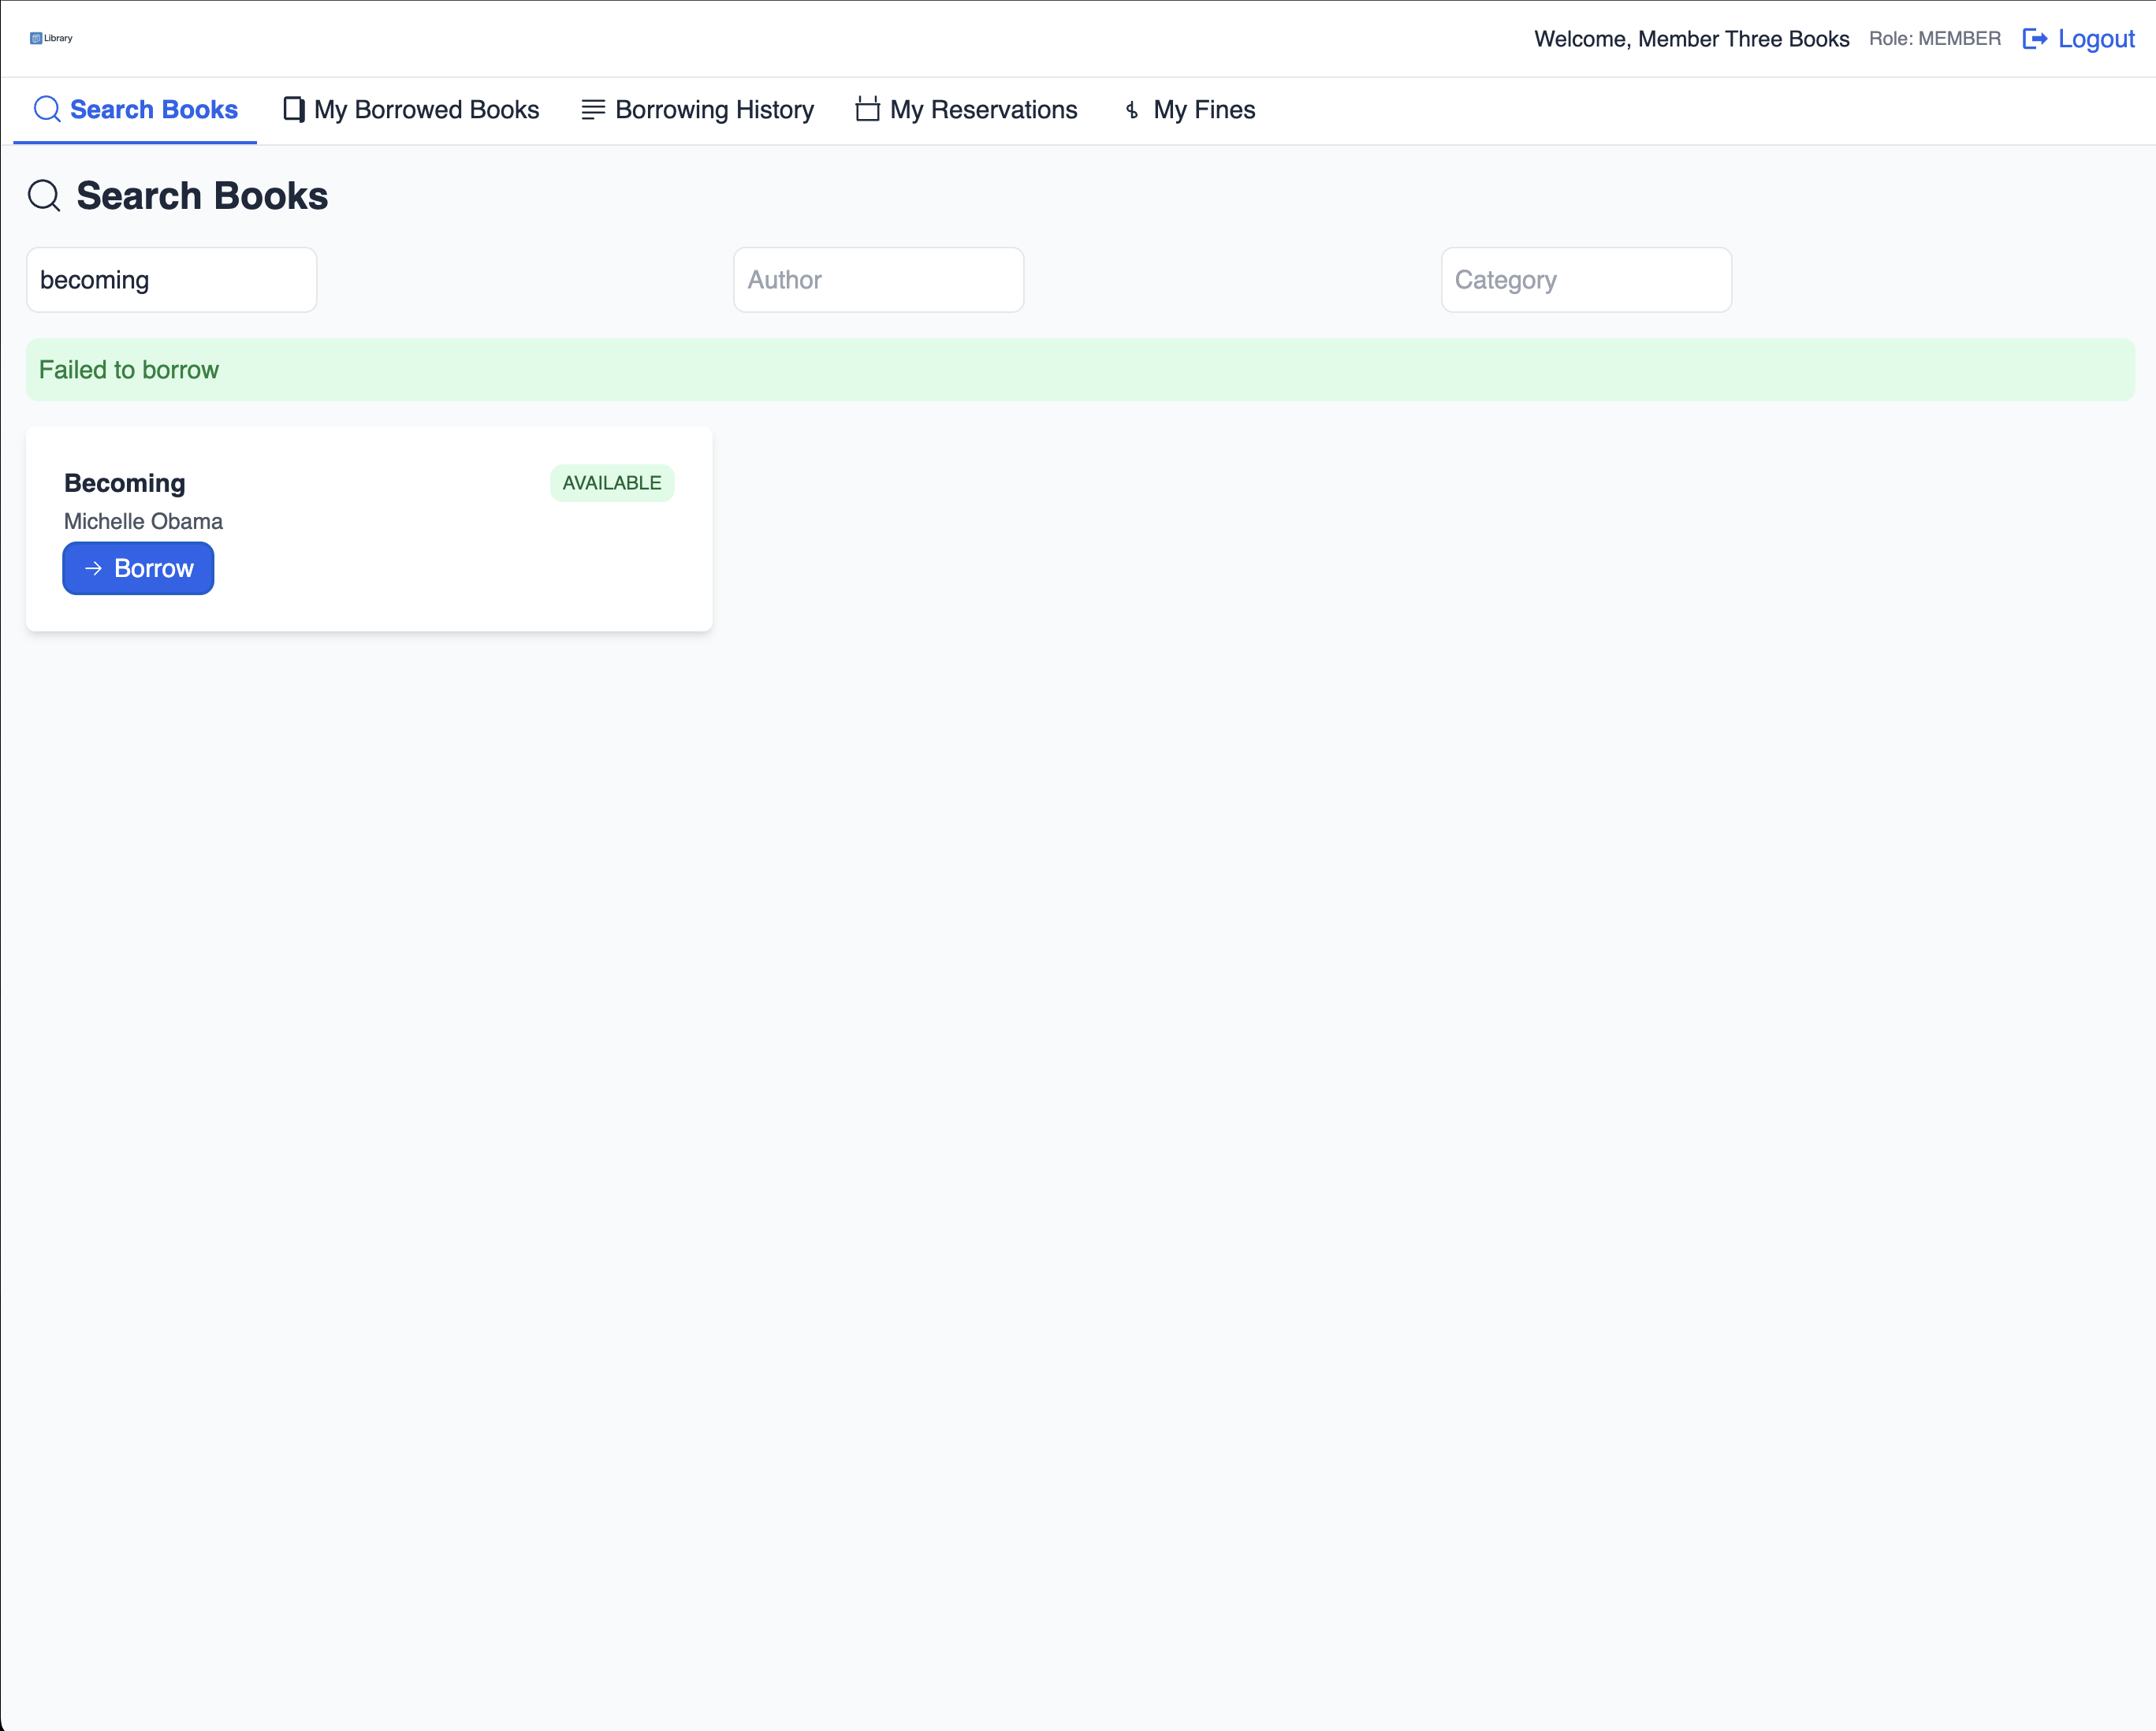 Library
Welcome, Member Three Books Role: MEMBER Logout
Search Books My Borrowed Books Borrowing History My Reservations My Fines
Search Books
becoming Author Category
Failed to borrow
Becoming AVAILABLE
Michelle Obama
Borrow